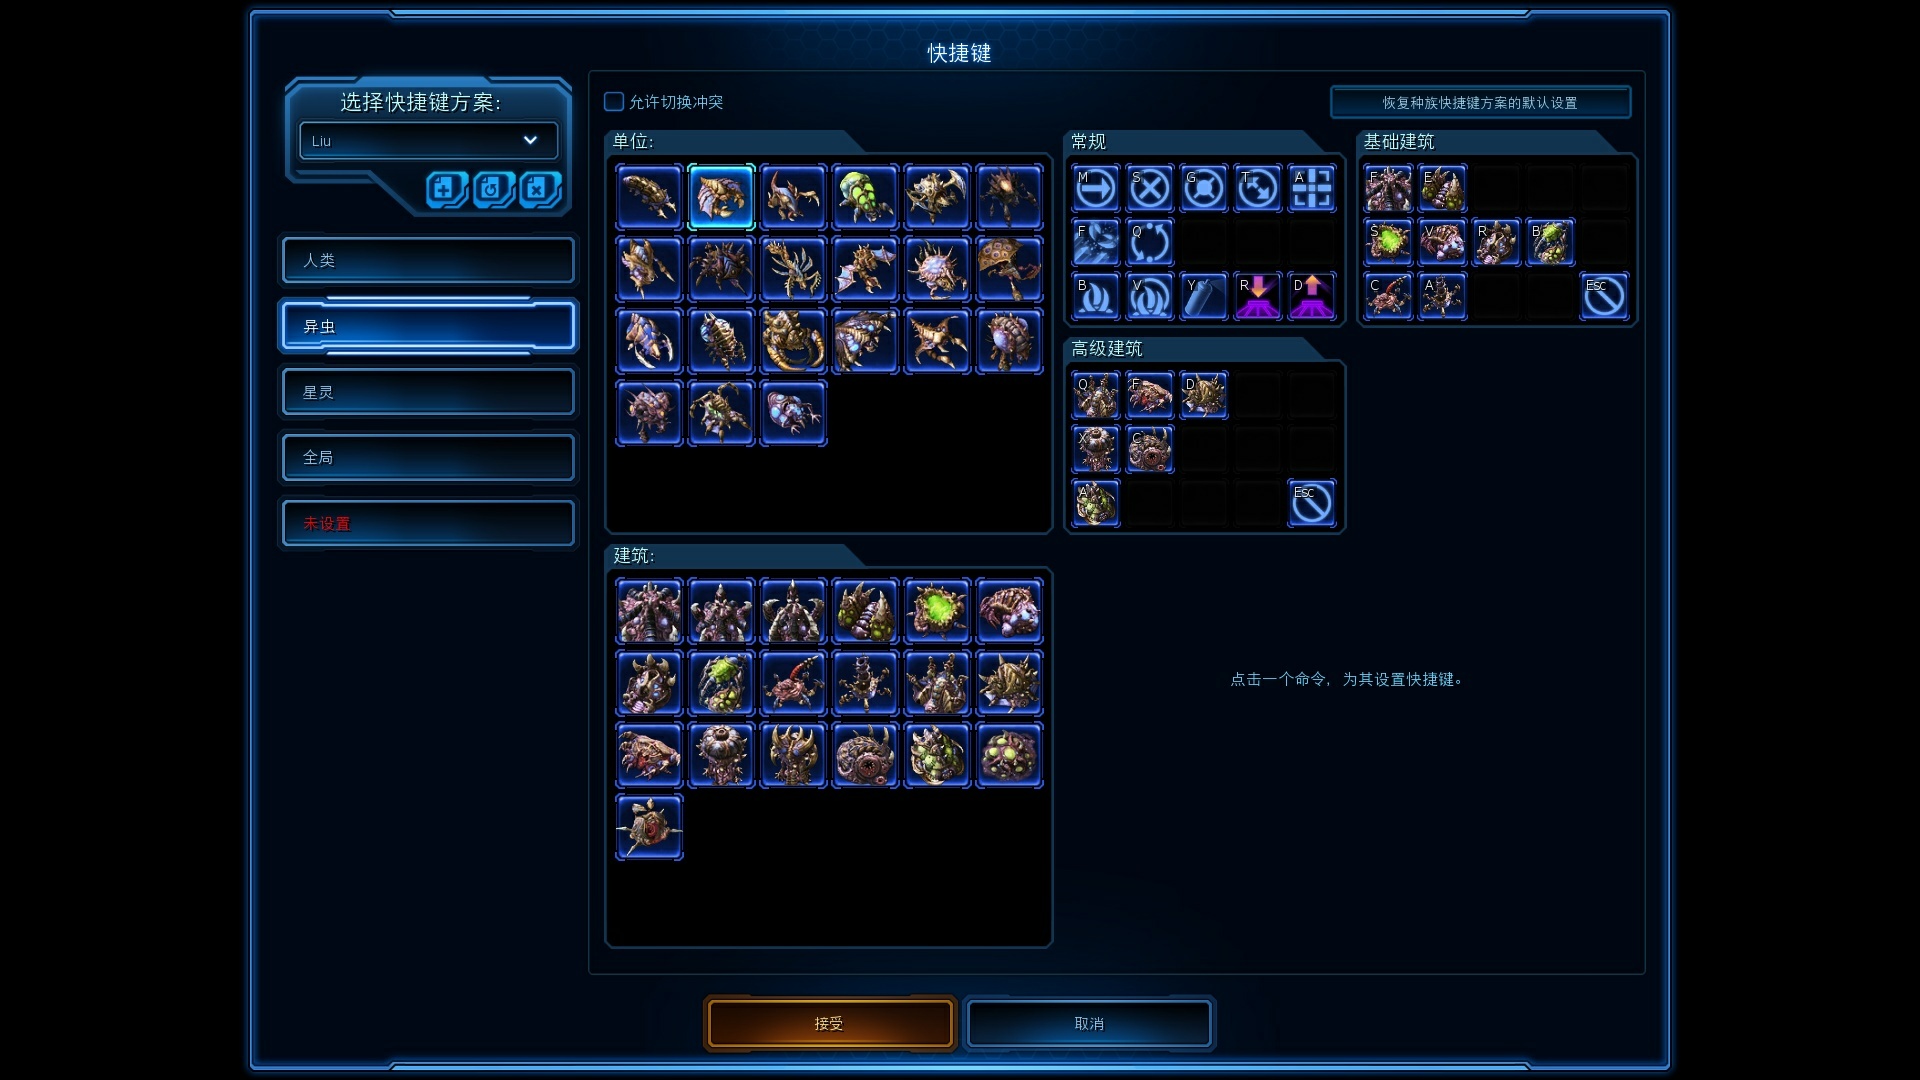 快捷键
选择快捷键方案:
Liu
人类
异虫
星灵
全局
未设置
允许切换冲突
恢复种族快捷键方案的默认设置
单位:
常规
M S G T A
F Q
B V Y R D
基础建筑
F E
S V R B
C A Esc
高级建筑
Q F D
X C
A Esc
建筑:
点击一个命令，为其设置快捷键。
接受
取消